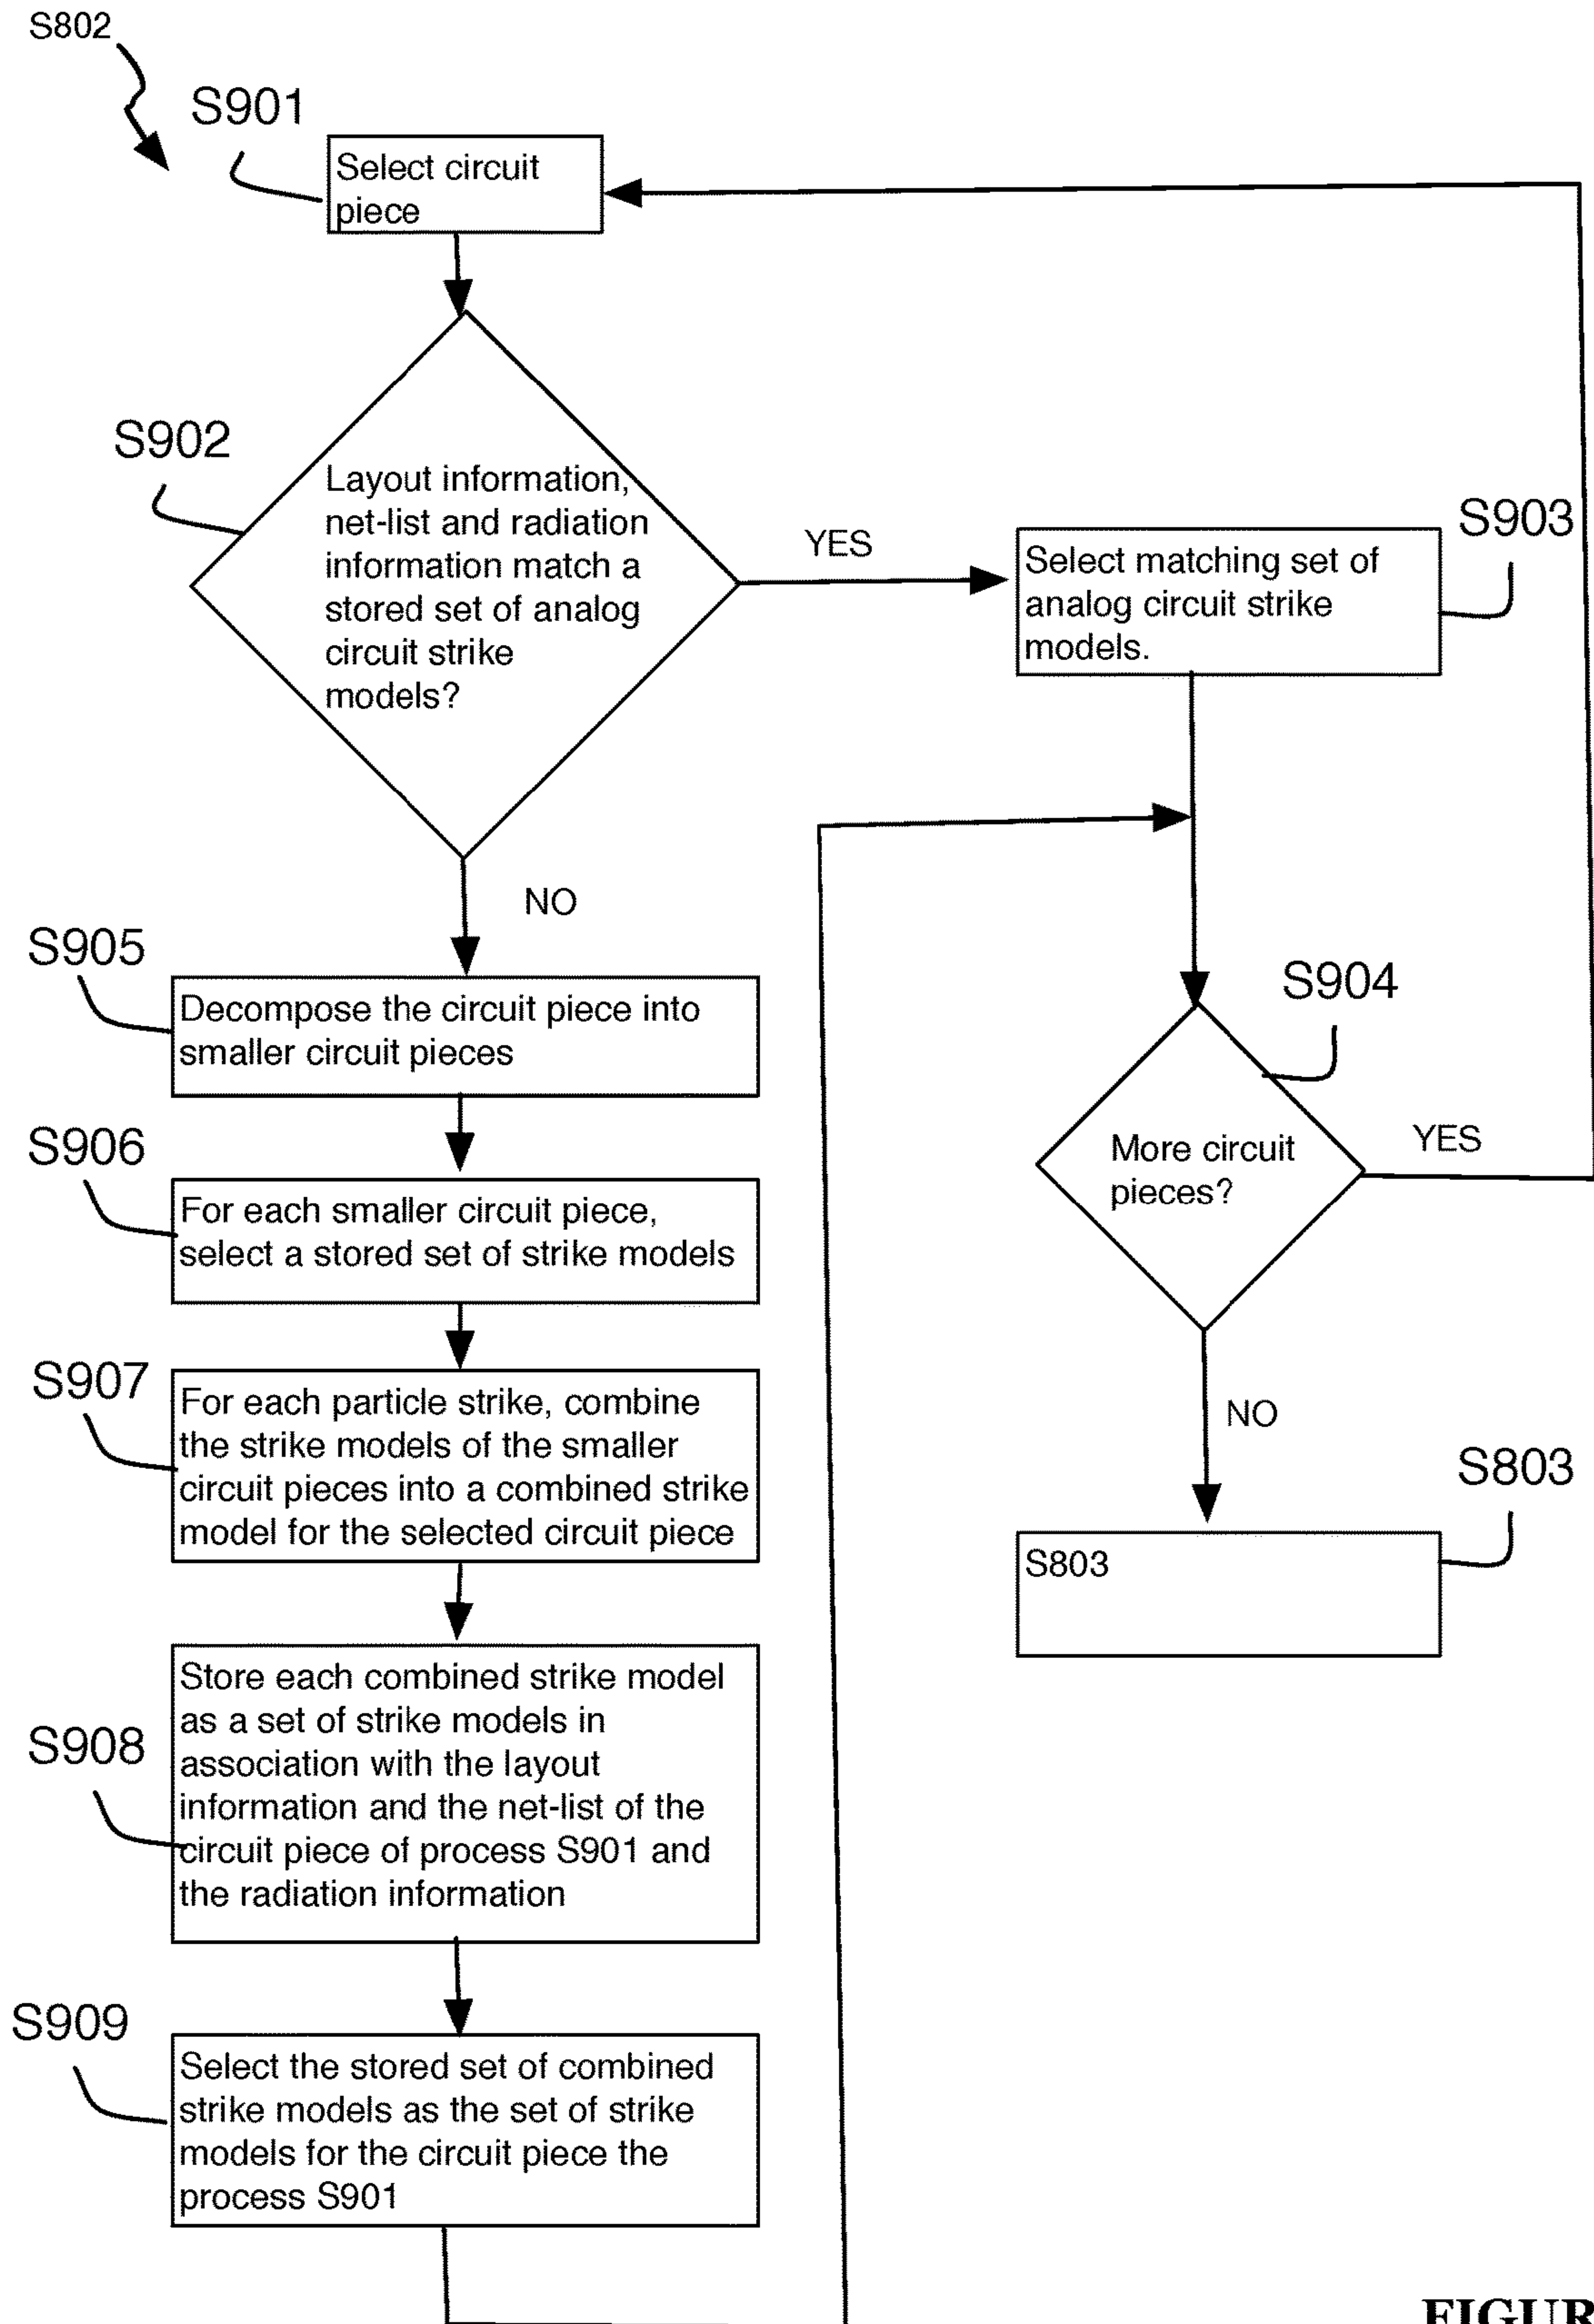 S802
S901
Select circuit
piece
S902
Layout information,
net-list and radiation
information match a
stored set of analog
circuit strike
models?
YES
S903
Select matching set of
analog circuit strike
models.
NO
S905
Decompose the circuit piece into
smaller circuit pieces
S904
More circuit
pieces?
YES
S906
For each smaller circuit piece,
select a stored set of strike models
S907
For each particle strike, combine
the strike models of the smaller
circuit pieces into a combined strike
model for the selected circuit piece
NO
S803
S803
S908
Store each combined strike model
as a set of strike models in
association with the layout
information and the net-list of the
circuit piece of process S901 and
the radiation information
S909
Select the stored set of combined
strike models as the set of strike
models for the circuit piece the
process S901